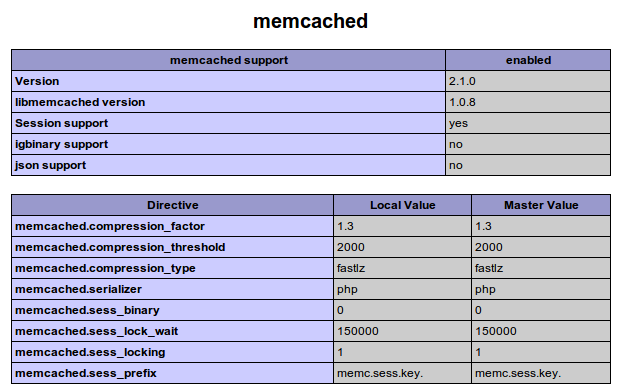 memcached
memcached support enabled
Version 2.1.0
libmemcached version 1.0.8
Session support yes
igbinary support no
json support no
Directive Local Value Master Value
memcached.compression_factor 1.3 1.3
memcached.compression_threshold 2000 2000
memcached.compression_type fastlz fastlz
memcached.serializer php php
memcached.sess_binary 0 0
memcached.sess_lock_wait 150000 150000
memcached.sess_locking 1 1
memcached.sess_prefix memc.sess.key. memc.sess.key.